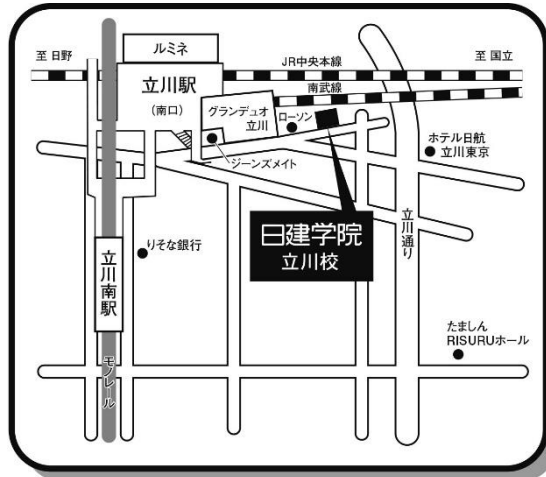 ルミネ
至 日野
JR中央本線
至 国立
立川駅
(南口)
南武線
グランデュオ
立川
ローソン
ジーンズメイト
ホテル日航
立川東京
日建学院
立川校
立川通り
りそな銀行
立川南駅
たましん
RISURUホール
モノレール